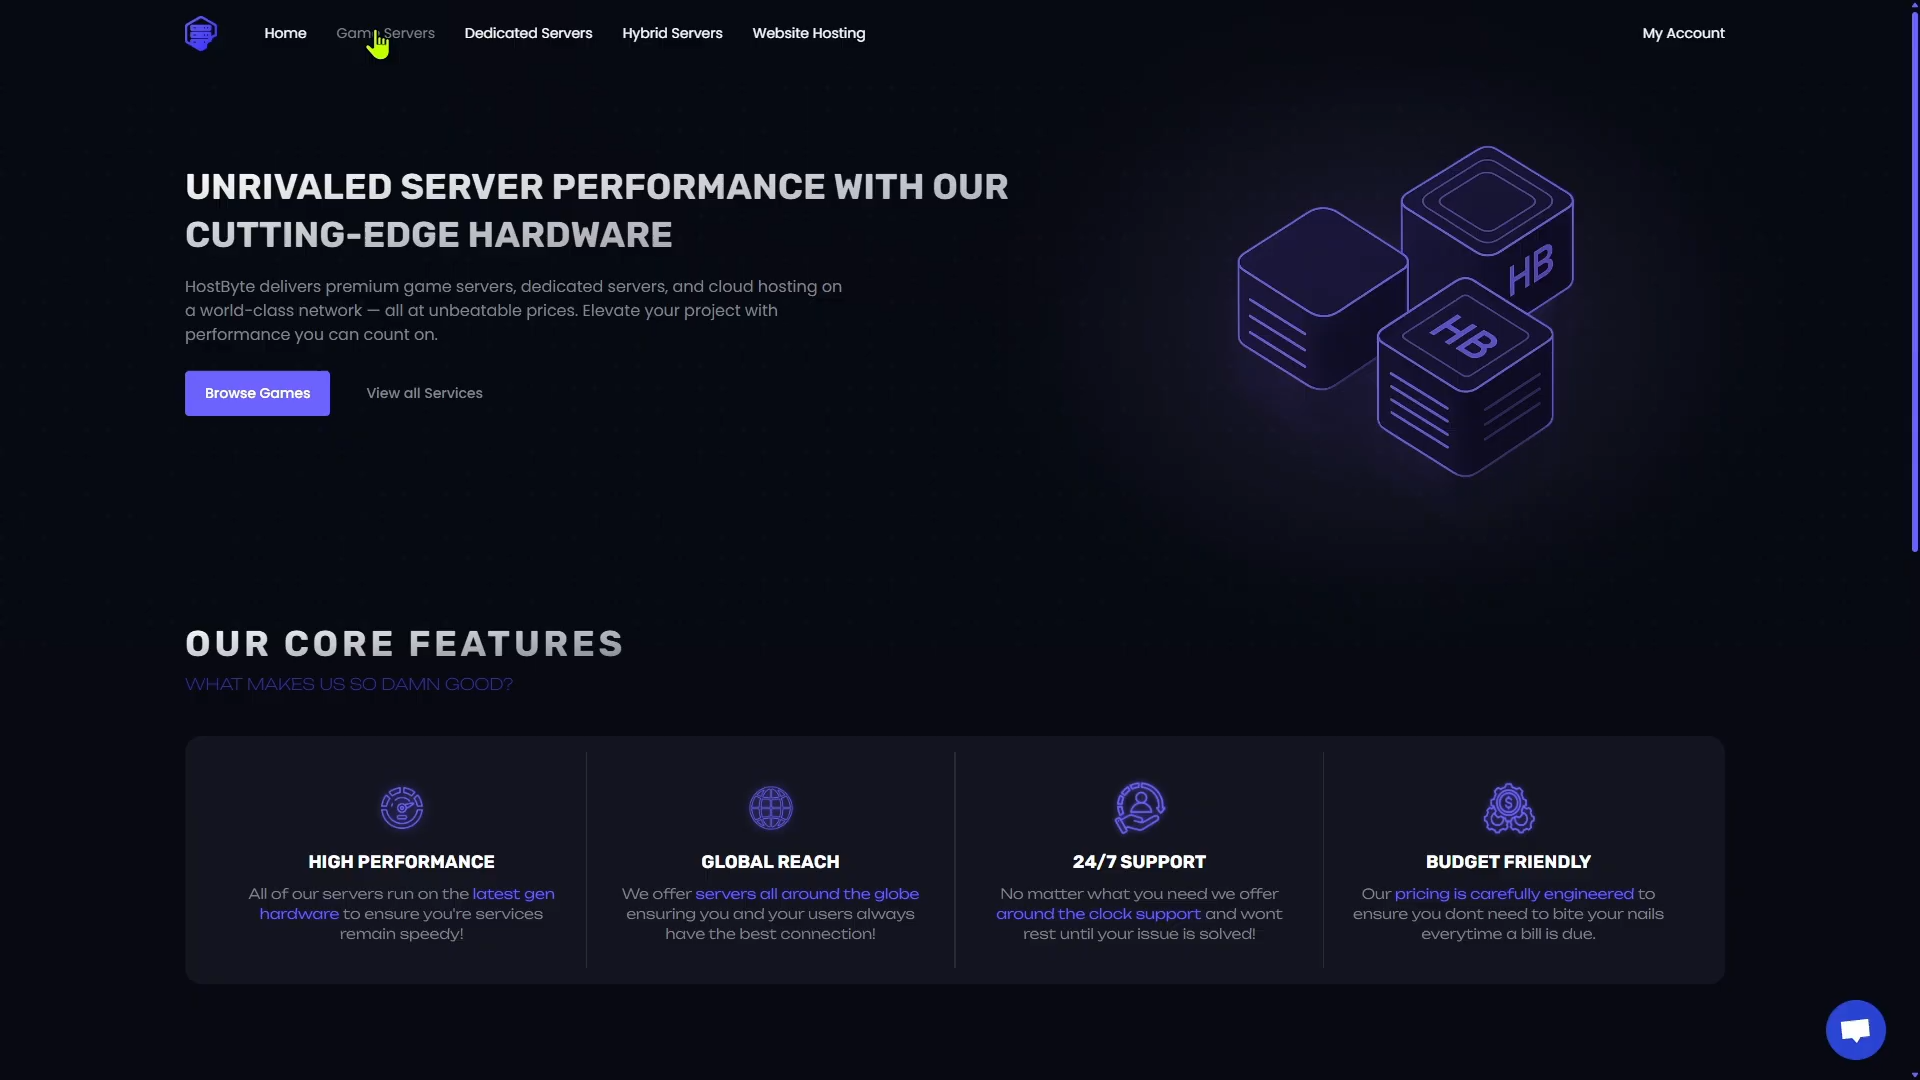 Home
Game Servers
Dedicated Servers
Hybrid Servers
Website Hosting
My Account
UNRIVALED SERVER PERFORMANCE WITH OUR
CUTTING-EDGE HARDWARE
HostByte delivers premium game servers, dedicated servers, and cloud hosting on
a world-class network — all at unbeatable prices. Elevate your project with
performance you can count on.
Browse Games
View all Services
HB
HB
OUR CORE FEATURES
WHAT MAKES US SO DAMN GOOD?
HIGH PERFORMANCE
All of our servers run on the latest gen
hardware to ensure you're services
remain speedy!
GLOBAL REACH
We offer servers all around the globe
ensuring you and your users always
have the best connection!
24/7 SUPPORT
No matter what you need we offer
around the clock support and wont
rest until your issue is solved!
BUDGET FRIENDLY
Our pricing is carefully engineered to
ensure you dont need to bite your nails
everytime a bill is due.